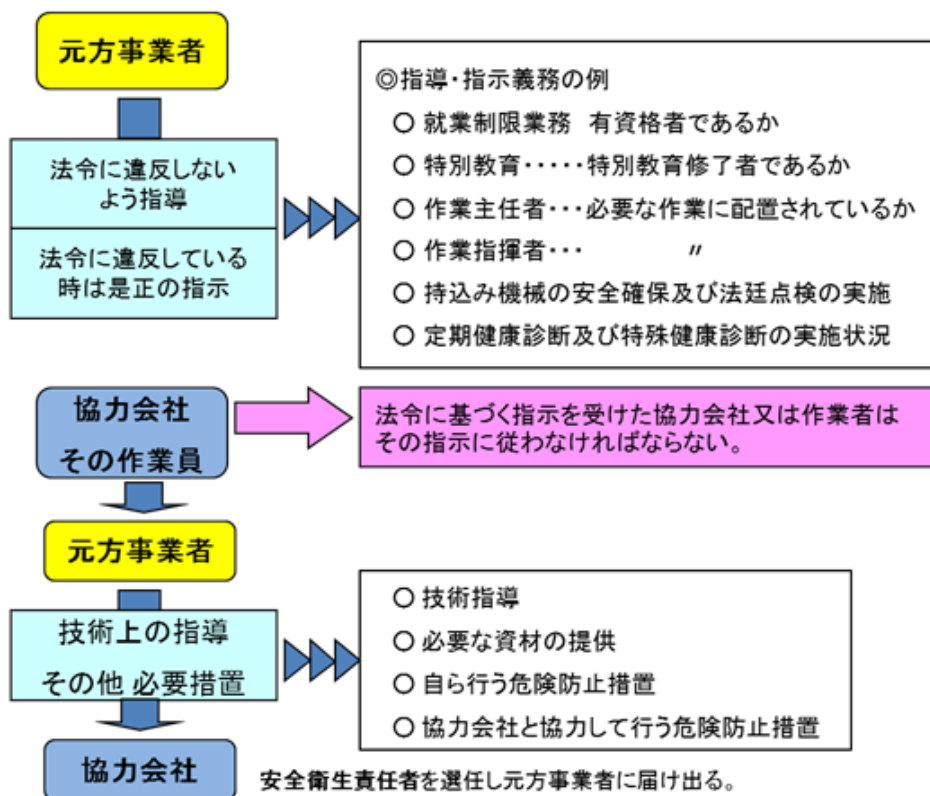 元方事業者
法令に違反しない
よう指導
法令に違反している
時は是正の指示
◎指導・指示義務の例
○ 就業制限業務 有資格者であるか
○ 特別教育・・・・・特別教育修了者であるか
○ 作業主任者・・・必要な作業に配置されているか
○ 作業指揮者・・・ 〃
○ 持込み機械の安全確保及び法廷点検の実施
○ 定期健康診断及び特殊健康診断の実施状況
協力会社
その作業員
法令に基づく指示を受けた協力会社又は作業者は
その指示に従わなければならない。
元方事業者
技術上の指導
その他 必要措置
○ 技術指導
○ 必要な資材の提供
○ 自ら行う危険防止措置
○ 協力会社と協力して行う危険防止措置
協力会社
安全衛生責任者を選任し元方事業者に届け出る。